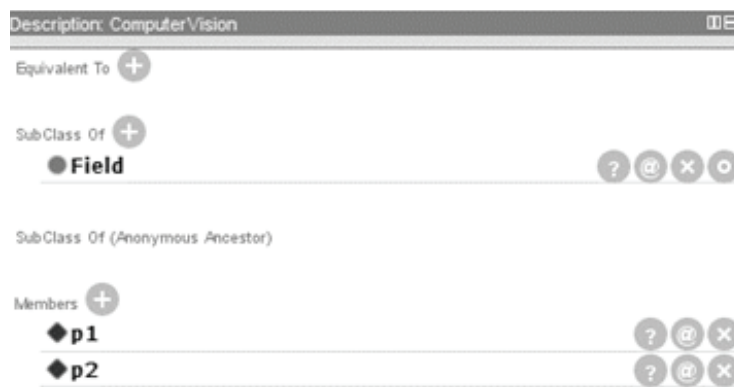 Description: ComputerVision
Equivalent To +
SubClass Of +
Field ? @ ×
SubClass Of (Anonymous Ancestor)
Members +
p1 ? @ ×
p2 ? @ ×